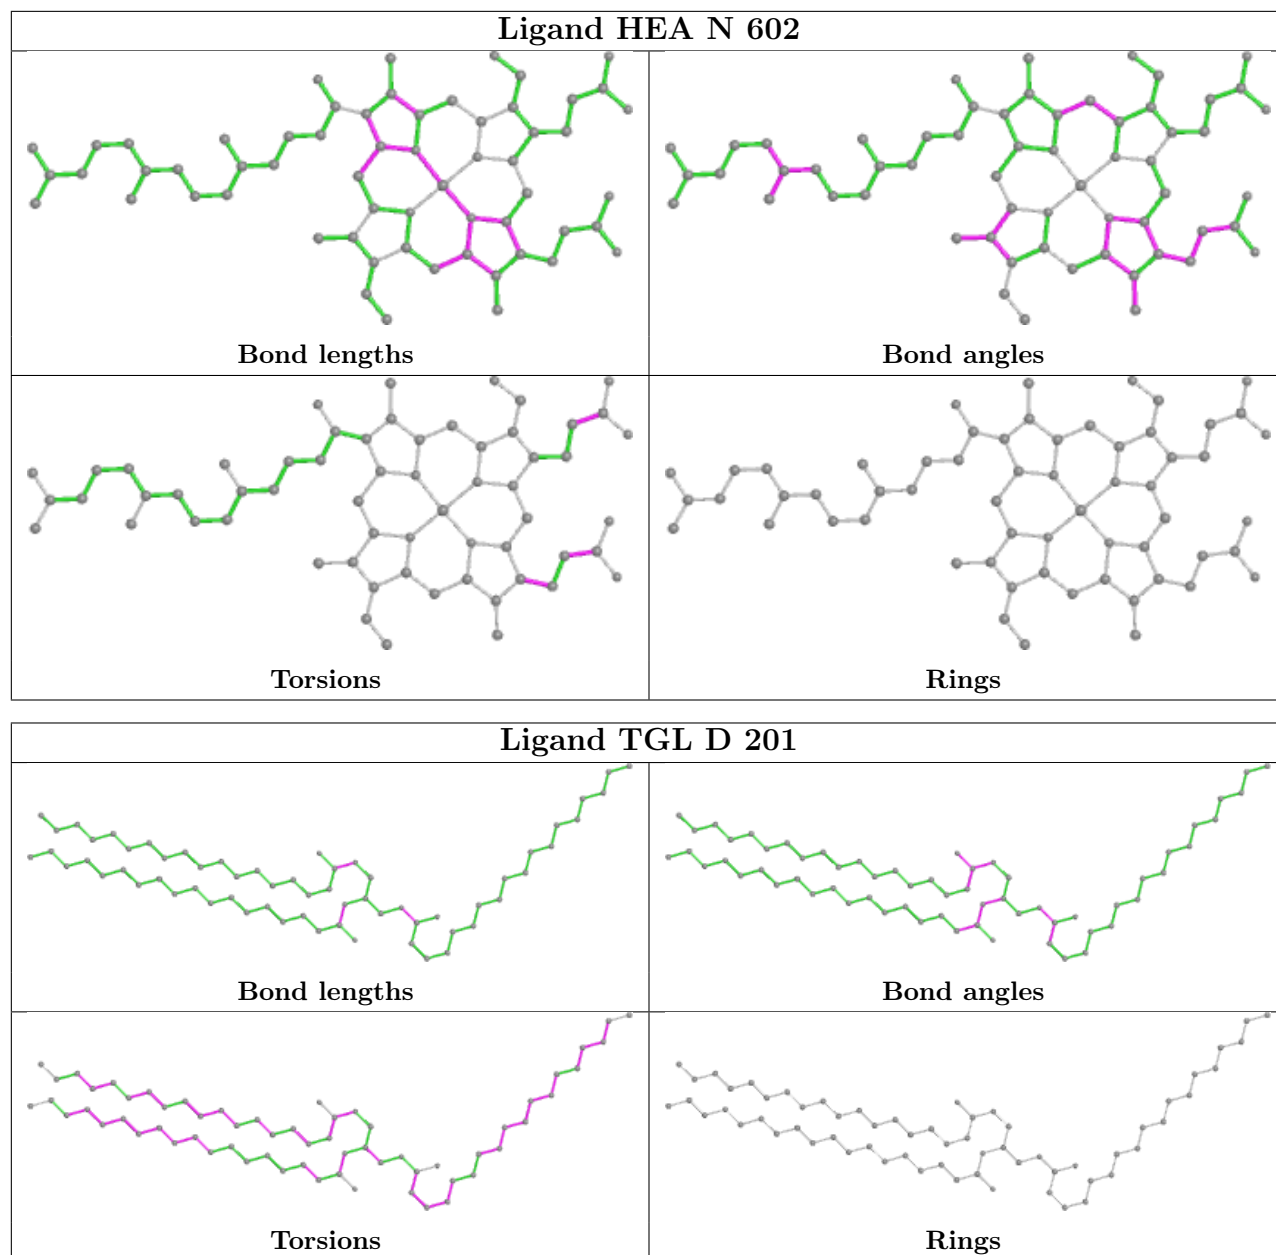 Ligand HEA N 602
Bond lengths
Bond angles
Torsions
Rings
Ligand TGL D 201
Bond lengths
Bond angles
Torsions
Rings